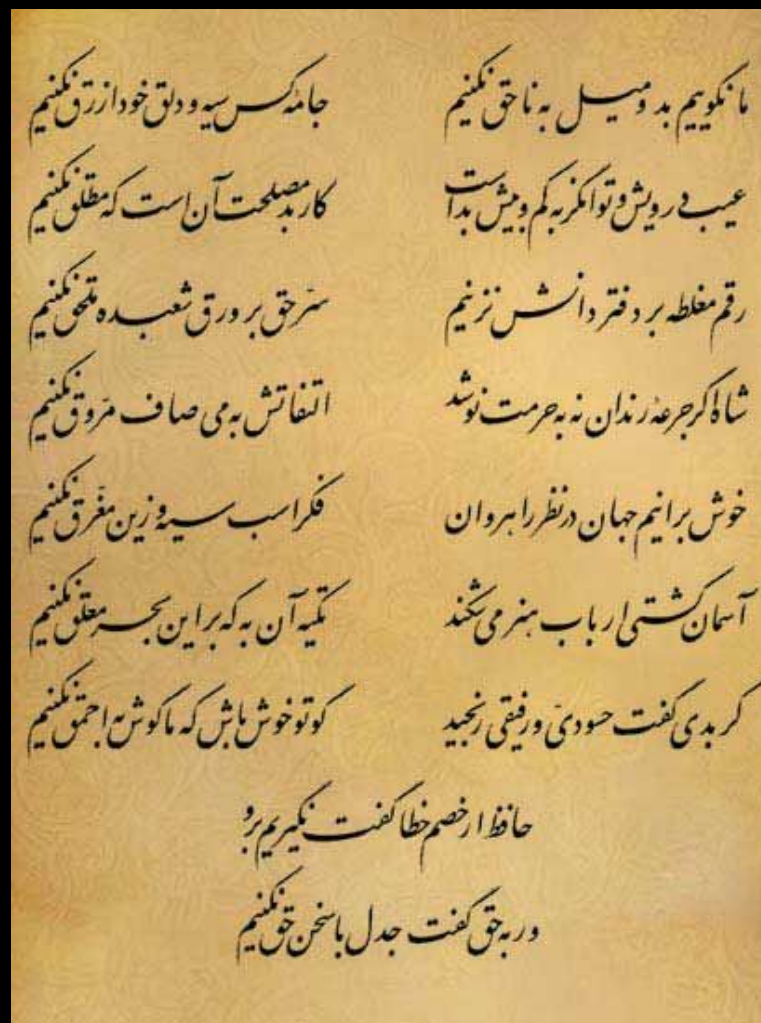 ما نگوییم بد و میل به ناحق نکنیم جامهٔ کس سیه و دلق خود ازرق نکنیم
عیب درویش و توانگر به کم و بیش بد است کار بد مصلحت آن است که مطلق نکنیم
رقم مغلطه بر دفتر دانش نزنیم سرّ حق بر ورق شعبده ملحق نکنیم
شاه اگر جرعهٔ رندان نه به حرمت نوشد التفاتش به می صاف مروّق نکنیم
خوش برانیم جهان در نظر راهروان فکر اسب سیه و زین مغرّق نکنیم
آسمان کشتی ارباب هنر می‌شکند تکیه آن به که بر این بحر معلق نکنیم
گر بدی گفت حسودیّ و رفیقی رنجید گو تو خوش باش که ما گوش به احمق نکنیم
حافظ ار خصم خطا گفت نگیریم برو
ور به حق گفت جدل با سخن حق نکنیم